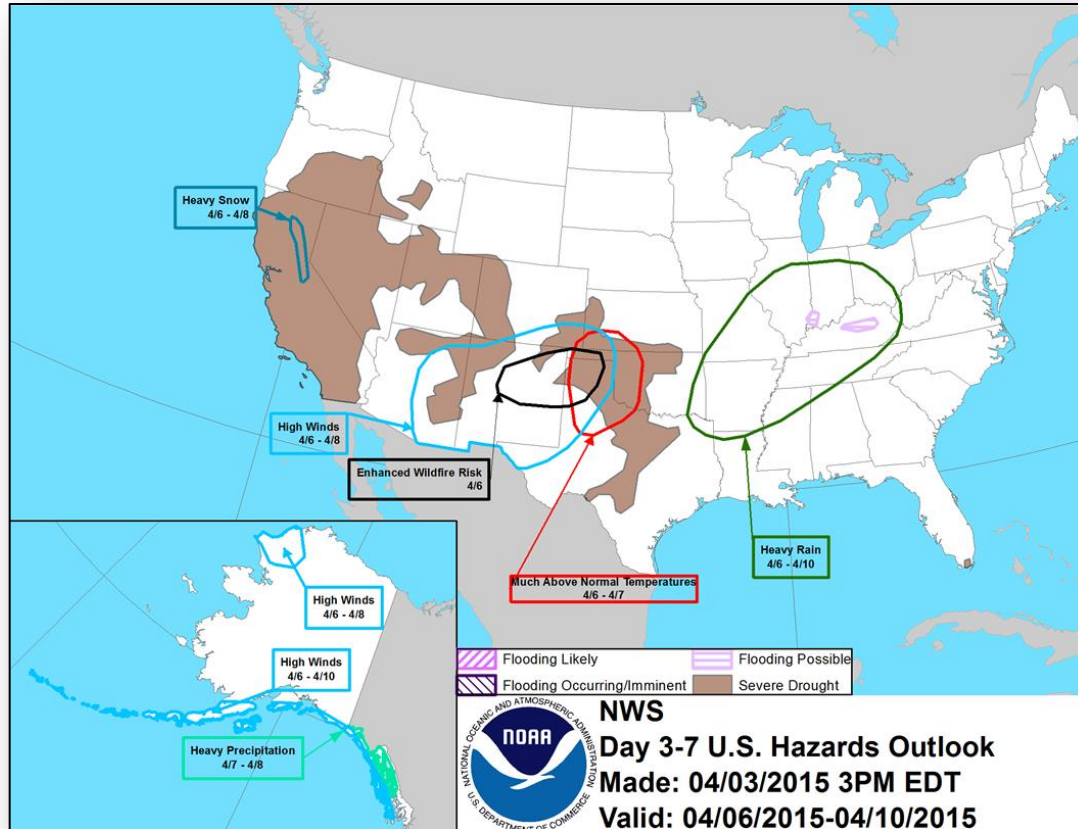 Heavy Snow
4/6 - 4/8
High Winds
4/6 - 4/8
Enhanced Wildfire Risk
4/6
Much Above Normal Temperatures
4/6 - 4/7
Heavy Rain
4/6 - 4/10
High Winds
4/6 - 4/8
High Winds
4/6 - 4/10
Heavy Precipitation
4/7 - 4/8
Flooding Likely
Flooding Possible
Flooding Occurring/Imminent
Severe Drought
NATIONAL OCEANIC AND ATMOSPHERIC ADMINISTRATION
NOAA
U.S. DEPARTMENT OF COMMERCE
NWS
Day 3-7 U.S. Hazards Outlook
Made: 04/03/2015 3PM EDT
Valid: 04/06/2015-04/10/2015